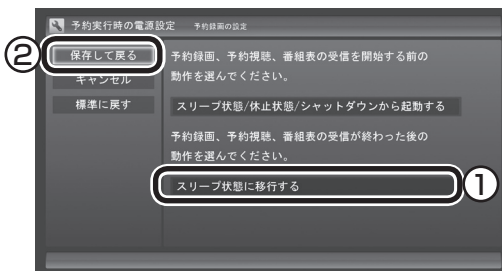 予約実行時の電源設定 予約録画の設定
② 保存して戻る
キャンセル
標準に戻す
予約録画、予約視聴、番組表の受信を開始する前の
動作を選んでください。
スリープ状態/休止状態/シャットダウンから起動する
予約録画、予約視聴、番組表の受信が終わった後の
動作を選んでください。
スリープ状態に移行する ①